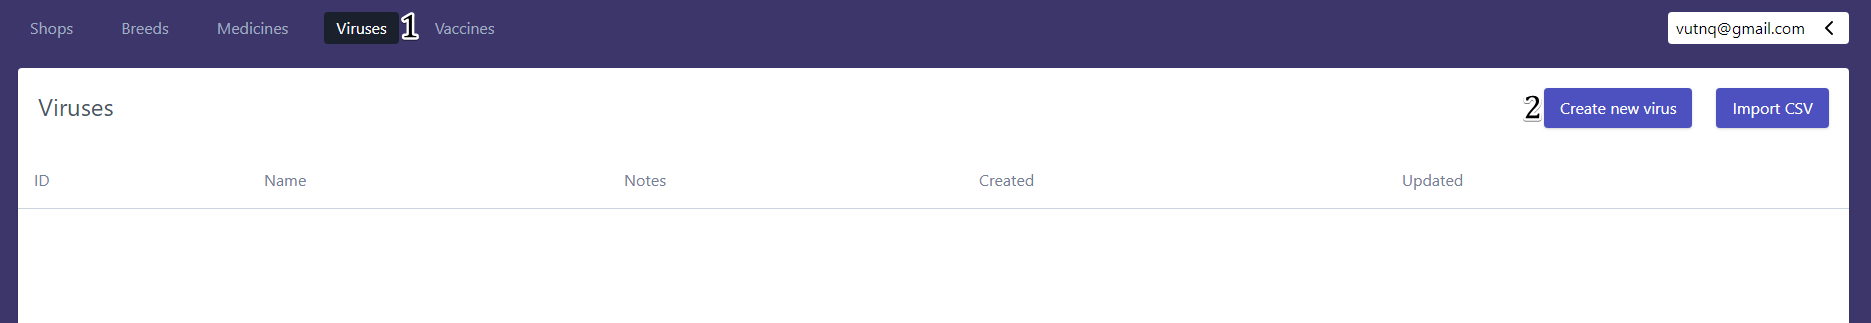 Shops Breeds Medicines Viruses 1 Vaccines vutnq@gmail.com
Viruses 2 Create new virus Import CSV
ID Name Notes Created Updated